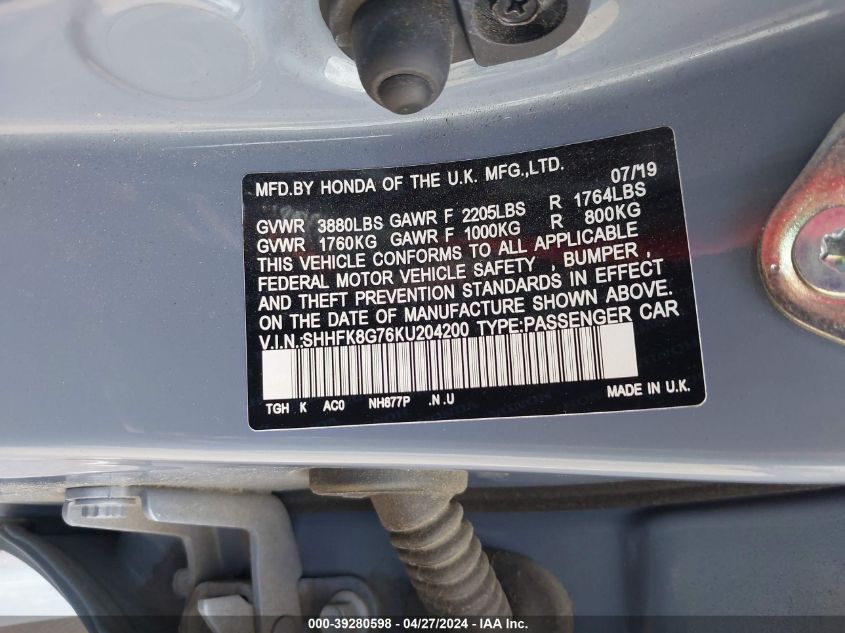 MFD.BY HONDA OF THE U.K. MFG.,LTD. 07/19
GVWR 3880LBS GAWR F 2205LBS R 1764LBS
GVWR 1760KG GAWR F 1000KG R 800KG
THIS VEHICLE CONFORMS TO ALL APPLICABLE
FEDERAL MOTOR VEHICLE SAFETY , BUMPER ,
AND THEFT PREVENTION STANDARDS IN EFFECT
ON THE DATE OF MANUFACTURE SHOWN ABOVE.
V.I.N.:SHHFK8G76KU204200 TYPE:PASSENGER CAR
TGH K AC0 NH877P .N.U MADE IN U.K.
000-39280598 - 04/27/2024 - IAA Inc.